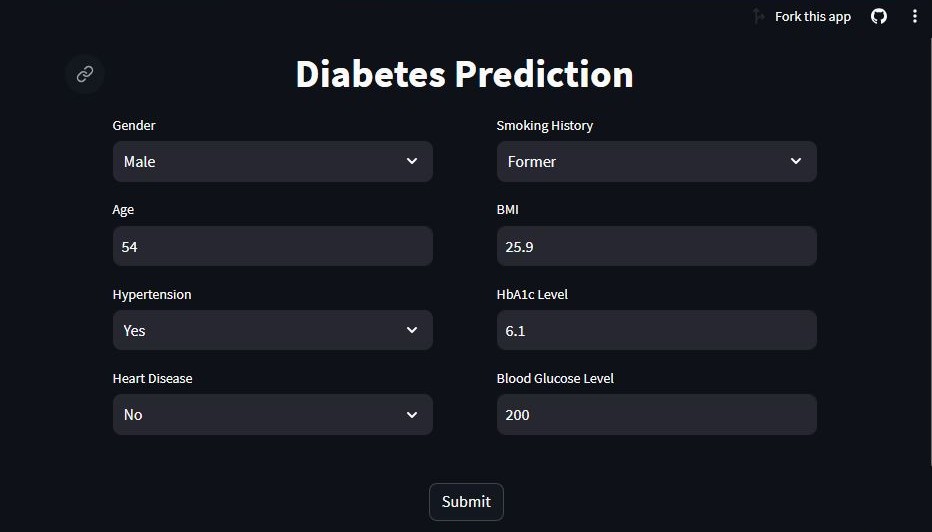 Fork this app
Diabetes Prediction
Gender
Male
Smoking History
Former
Age
54
BMI
25.9
Hypertension
Yes
HbA1c Level
6.1
Heart Disease
No
Blood Glucose Level
200
Submit